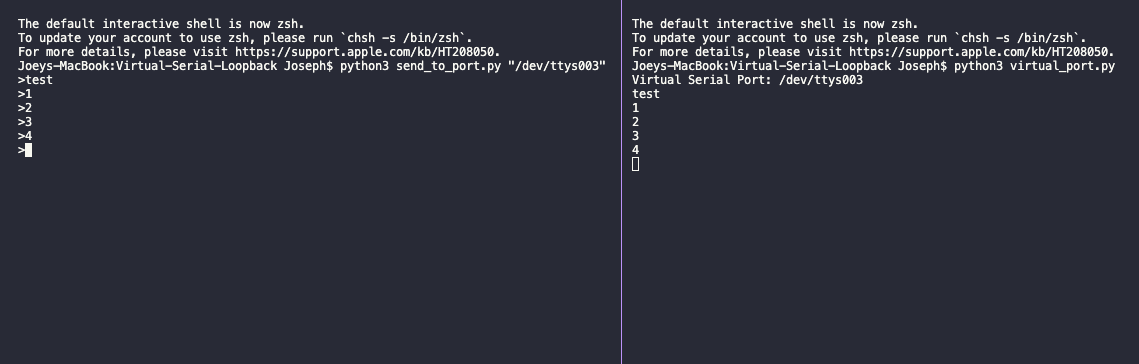 The default interactive shell is now zsh.
To update your account to use zsh, please run `chsh -s /bin/zsh`.
For more details, please visit https://support.apple.com/kb/HT208050.
Joeys-MacBook:Virtual-Serial-Loopback Joseph$ python3 send_to_port.py "/dev/ttys003"
>test
>1
>2
>3
>4
>
The default interactive shell is now zsh.
To update your account to use zsh, please run `chsh -s /bin/zsh`.
For more details, please visit https://support.apple.com/kb/HT208050.
Joeys-MacBook:Virtual-Serial-Loopback Joseph$ python3 virtual_port.py
Virtual Serial Port: /dev/ttys003
test
1
2
3
4